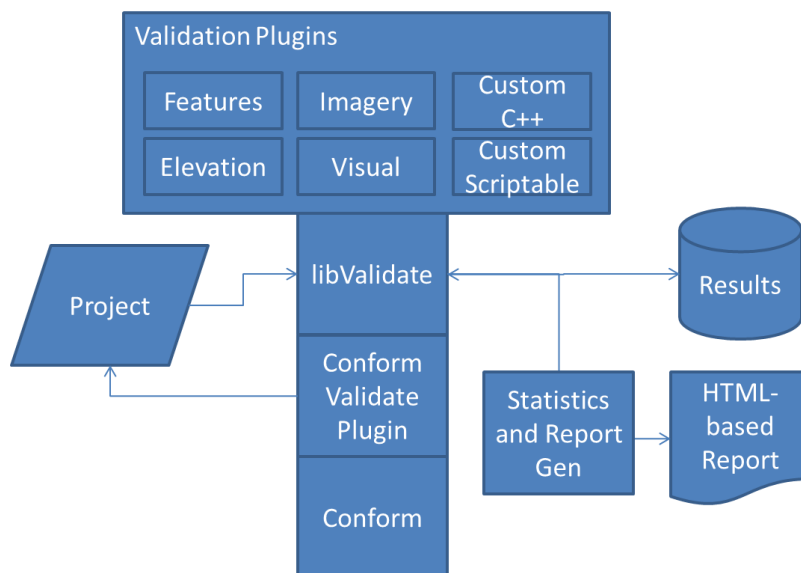 Validation Plugins
Features
Imagery
Custom
C++
Elevation
Visual
Custom
Scriptable
Project
libValidate
Results
Conform
Validate
Plugin
Statistics
and Report
Gen
HTML-
based
Report
Conform